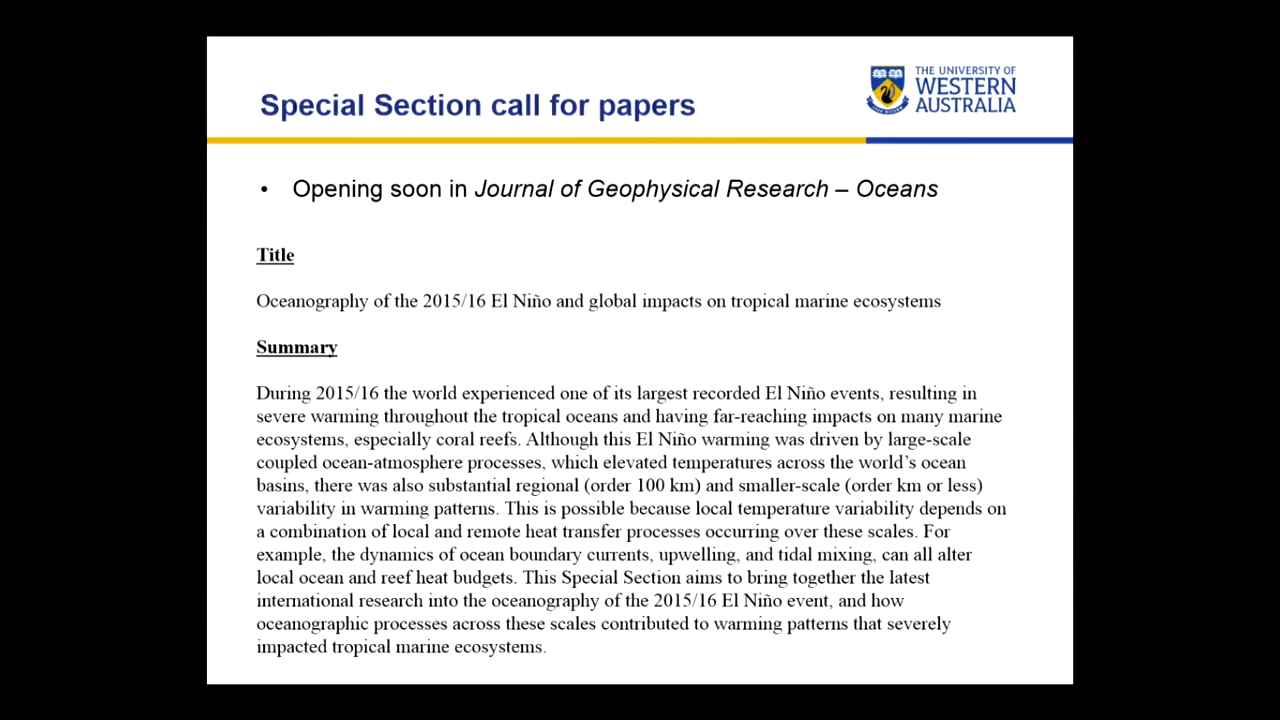 Special Section call for papers
THE UNIVERSITY OF
WESTERN
AUSTRALIA
• Opening soon in Journal of Geophysical Research – Oceans
Title
Oceanography of the 2015/16 El Niño and global impacts on tropical marine ecosystems
Summary
During 2015/16 the world experienced one of its largest recorded El Niño events, resulting in
severe warming throughout the tropical oceans and having far-reaching impacts on many marine
ecosystems, especially coral reefs. Although this El Niño warming was driven by large-scale
coupled ocean-atmosphere processes, which elevated temperatures across the world’s ocean
basins, there was also substantial regional (order 100 km) and smaller-scale (order km or less)
variability in warming patterns. This is possible because local temperature variability depends on
a combination of local and remote heat transfer processes occurring over these scales. For
example, the dynamics of ocean boundary currents, upwelling, and tidal mixing, can all alter
local ocean and reef heat budgets. This Special Section aims to bring together the latest
international research into the oceanography of the 2015/16 El Niño event, and how
oceanographic processes across these scales contributed to warming patterns that severely
impacted tropical marine ecosystems.